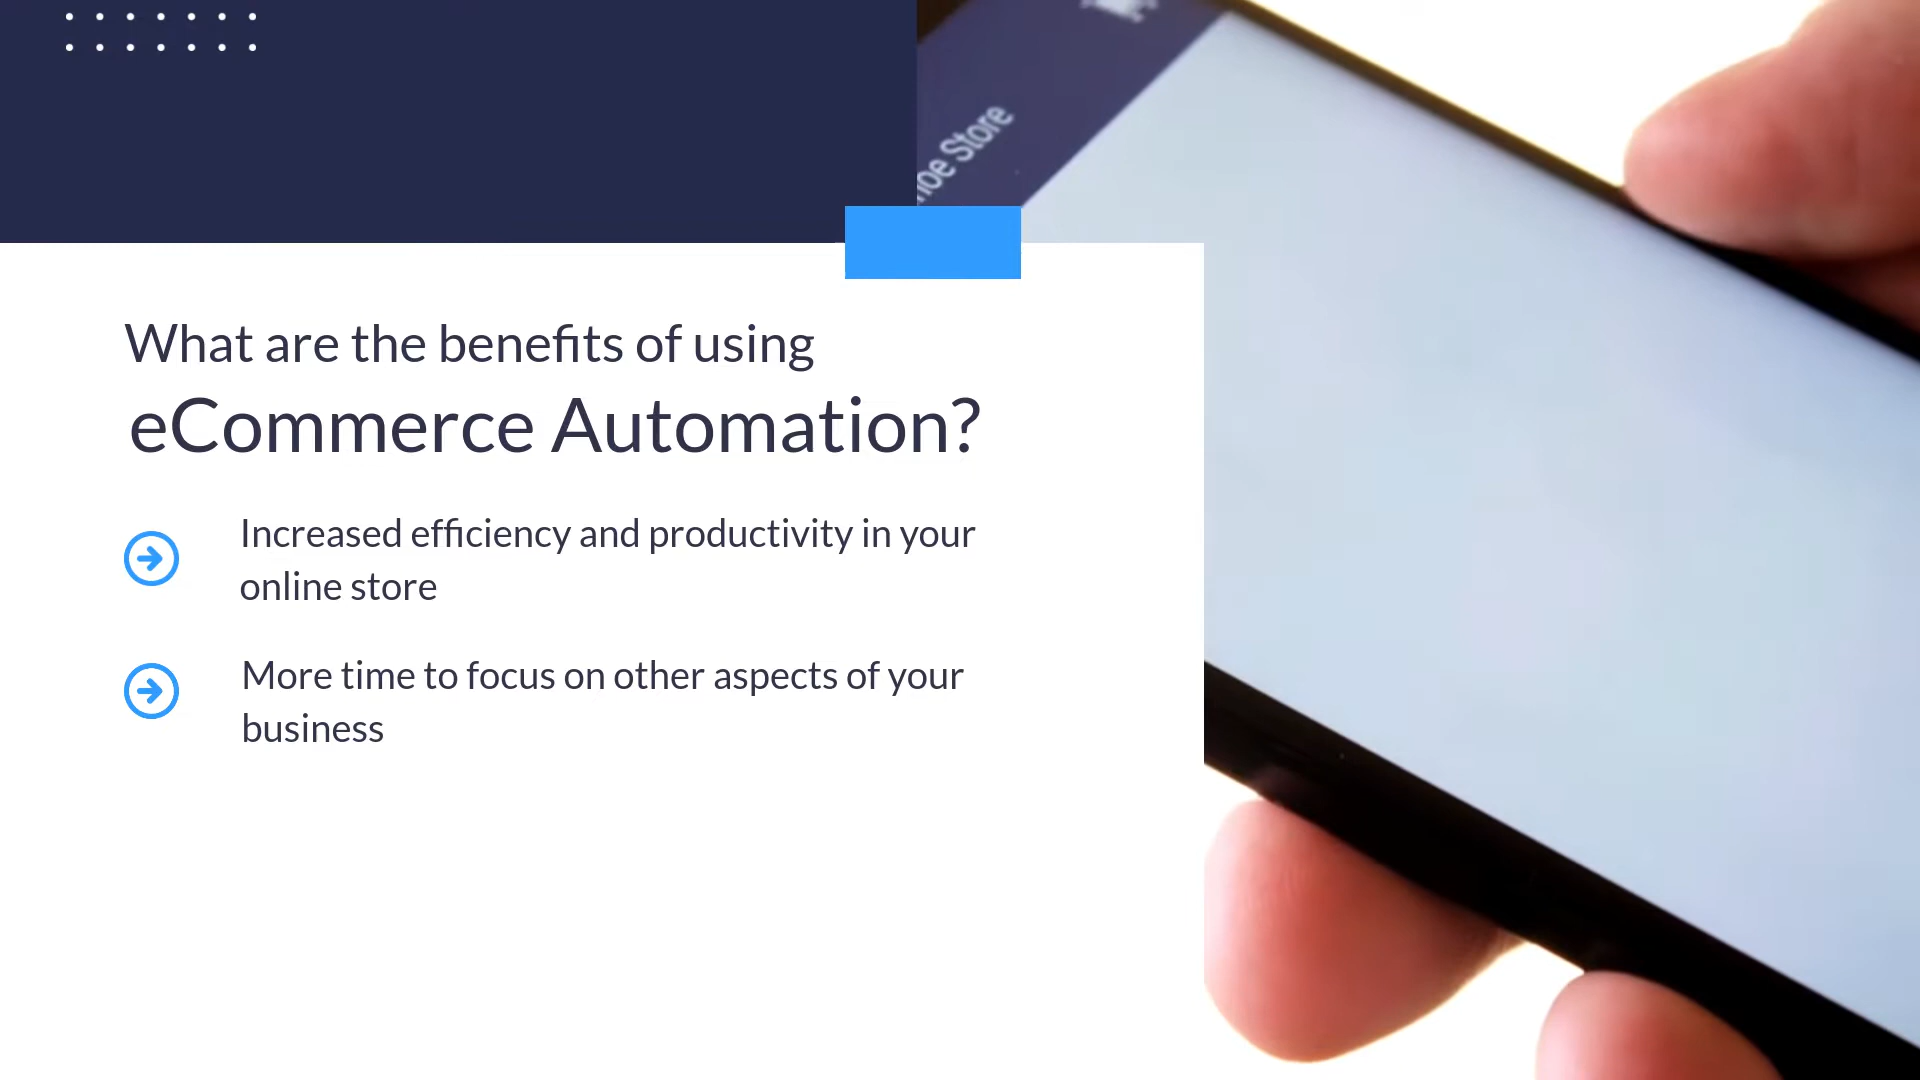 Store
What are the benefits of using
eCommerce Automation?
Increased efficiency and productivity in your
online store
More time to focus on other aspects of your
business